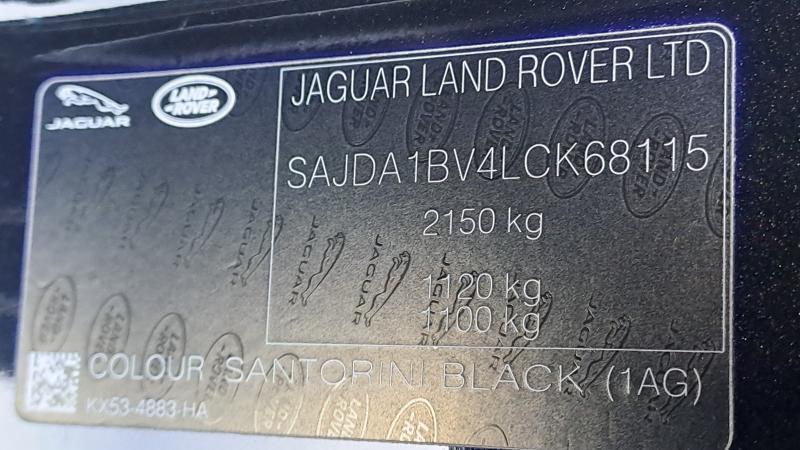 JAGUAR
LAND-
-ROVER
JAGUAR LAND ROVER LTD
SAJDA1BV4LCK68115
2150 kg
1120 kg
1100 kg
COLOUR SANTORINI BLACK (1AG)
KX53-4883-HA